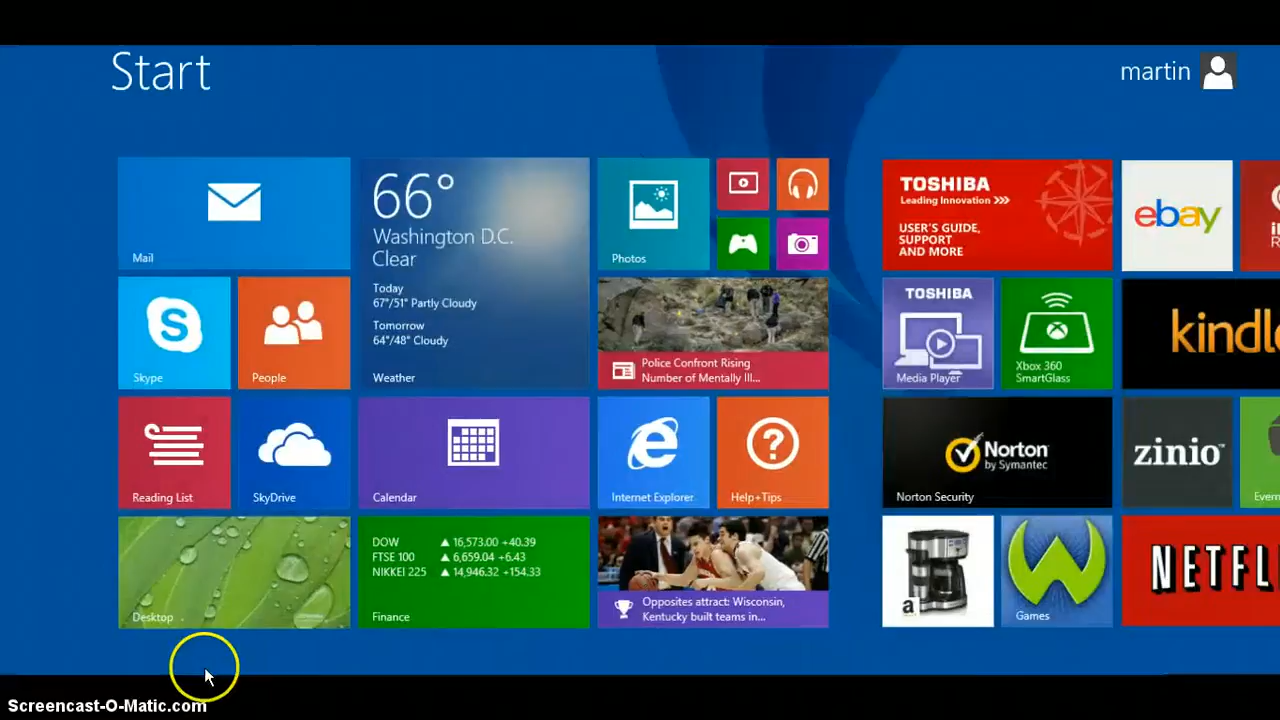 Start
martin
Mail
66°
Washington D.C.
Clear
Today
67°/51° Partly Cloudy
Tomorrow
64°/48° Cloudy
Weather
Photos
Skype
People
Police Confront Rising
Number of Mentally Ill...
Reading List
SkyDrive
Calendar
Internet Explorer
Help+Tips
Desktop
DOW ▲ 16,573.00 +40.39
FTSE 100 ▲ 6,659.04 +6.43
NIKKEI 225 ▲ 14,946.32 +154.33
Finance
Opposites attract: Wisconsin,
Kentucky built teams in...
TOSHIBA
Leading Innovation >>>
USER'S GUIDE,
SUPPORT
AND MORE
ebay
TOSHIBA
Media Player
Xbox 360
SmartGlass
kindl
Norton
by Symantec
Norton Security
zinio™
Evern
a
Games
NETFL
Screencast-O-Matic.com